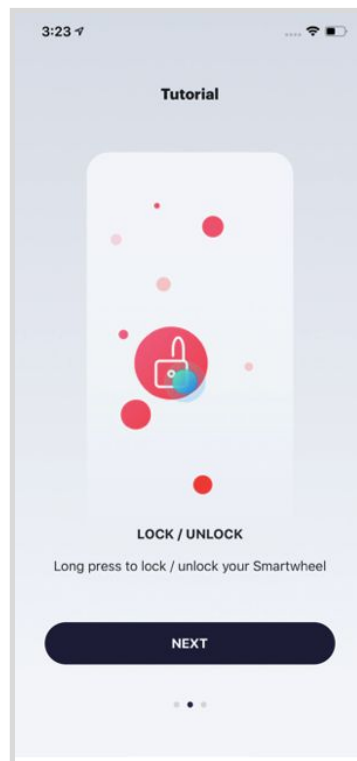 3:23
Tutorial
LOCK / UNLOCK
Long press to lock / unlock your Smartwheel
NEXT